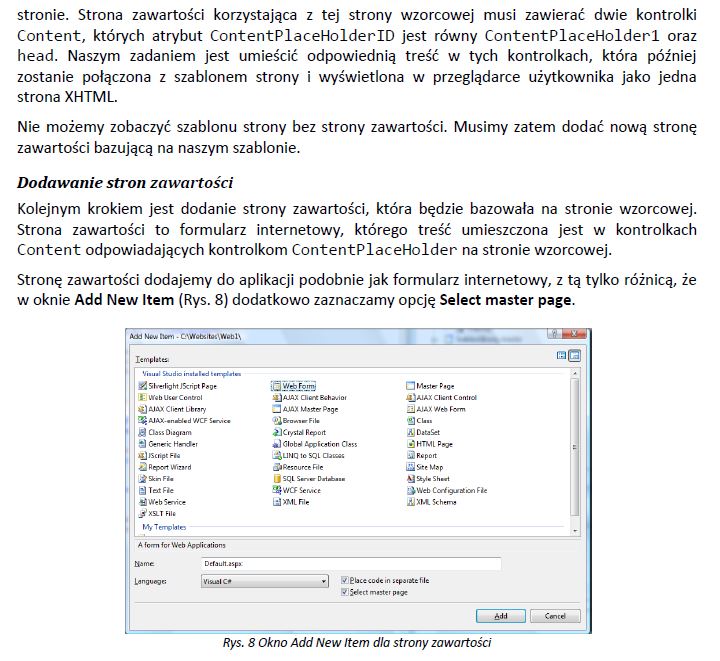 stronie. Strona zawartości korzystająca z tej strony wzorcowej musi zawierać dwie kontrolki
Content, których atrybut ContentPlaceHolderID jest równy ContentPlaceHolder1 oraz
head. Naszym zadaniem jest umieścić odpowiednią treść w tych kontrolkach, która później
zostanie połączona z szablonem strony i wyświetlona w przeglądarce użytkownika jako jedna
strona XHTML.
Nie możemy zobaczyć szablonu strony bez strony zawartości. Musimy zatem dodać nową stronę
zawartości bazującą na naszym szablonie.
Dodawanie stron zawartości
Kolejnym krokiem jest dodanie strony zawartości, która będzie bazowała na stronie wzorcowej.
Strona zawartości to formularz internetowy, którego treść umieszczona jest w kontrolkach
Content odpowiadających kontrolkom ContentPlaceHolder na stronie wzorcowej.
Stronę zawartości dodajemy do aplikacji podobnie jak formularz internetowy, z tą tylko różnicą, że
w oknie Add New Item (Rys. 8) dodatkowo zaznaczamy opcję Select master page.
Add New Item - C:\Websites\Web1\
Templates:
Visual Studio installed templates
Silverlight JScript Page Web Form Master Page
Web User Control AJAX Client Behavior AJAX Client Control
AJAX Client Library AJAX Master Page AJAX Web Form
AJAX-enabled WCF Service Browser File Class
Class Diagram Crystal Report DataSet
Generic Handler Global Application Class HTML Page
JScript File LINQ to SQL Classes Report
Report Wizard Resource File Site Map
Skin File SQL Server Database Style Sheet
Text File WCF Service Web Configuration File
Web Service XML File XML Schema
XSLT File
My Templates
A form for Web Applications
Name: Default.aspx
Language: Visual C# Place code in separate file
Select master page
Add Cancel
Rys. 8 Okno Add New Item dla strony zawartości